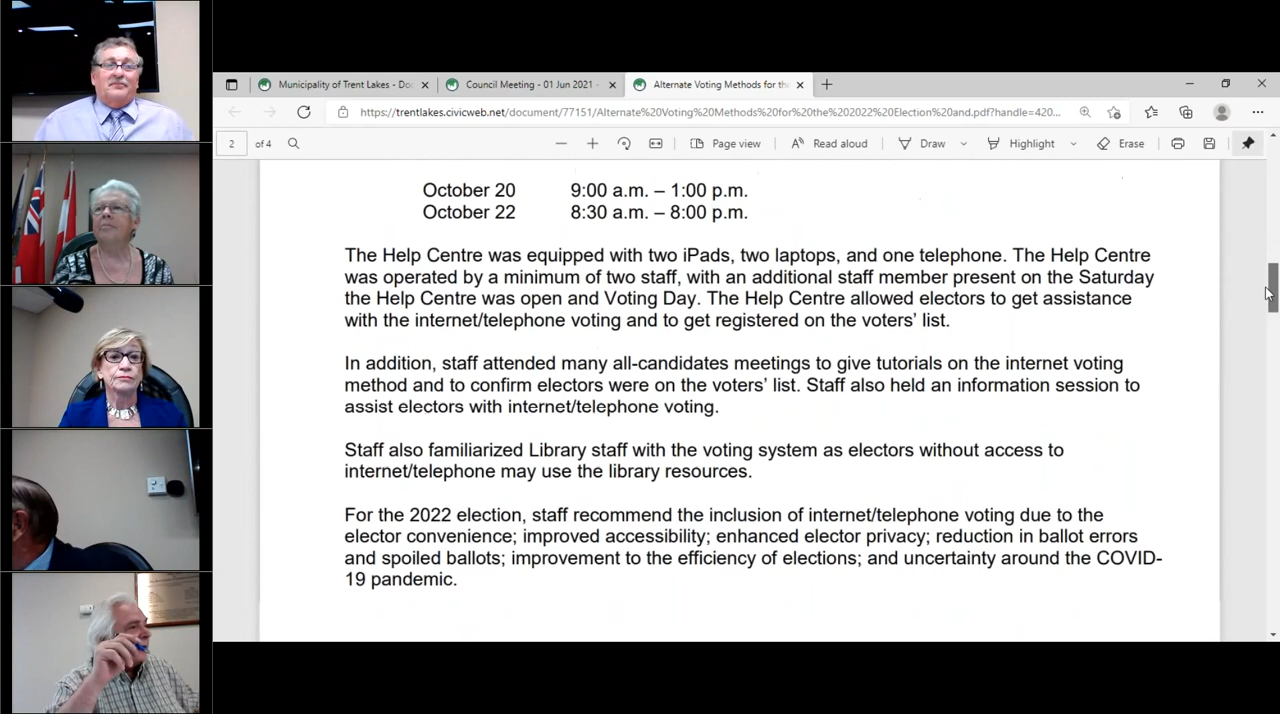 Municipality of Trent Lakes - Doc
Council Meeting - 01 Jun 2021 -
Alternate Voting Methods for the
https://trentlakes.civicweb.net/document/77151/Alternate%20Voting%20Methods%20for%20the%202022%20Election%20and.pdf?handle=420...
2 of 4 Page view Read aloud Draw Highlight Erase
October 20 9:00 a.m. – 1:00 p.m.
October 22 8:30 a.m. – 8:00 p.m.
The Help Centre was equipped with two iPads, two laptops, and one telephone. The Help Centre
was operated by a minimum of two staff, with an additional staff member present on the Saturday
the Help Centre was open and Voting Day. The Help Centre allowed electors to get assistance
with the internet/telephone voting and to get registered on the voters' list.
In addition, staff attended many all-candidates meetings to give tutorials on the internet voting
method and to confirm electors were on the voters' list. Staff also held an information session to
assist electors with internet/telephone voting.
Staff also familiarized Library staff with the voting system as electors without access to
internet/telephone may use the library resources.
For the 2022 election, staff recommend the inclusion of internet/telephone voting due to the
elector convenience; improved accessibility; enhanced elector privacy; reduction in ballot errors
and spoiled ballots; improvement to the efficiency of elections; and uncertainty around the COVID-
19 pandemic.